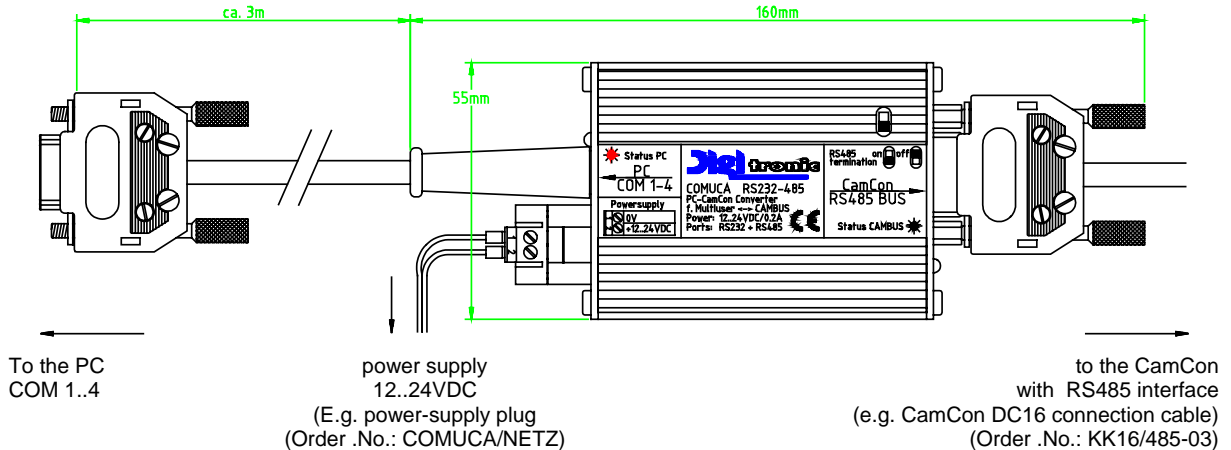 ca. 3m
160mm
55mm
Status PC
PC
COM 1-4
Powersupply
0V
+12..24VDC
Digitronic
COMUCA RS232-485
PC-CamCon Converter
f. Multiuser <--> CAMBUS
Power: 12..24VDC/0.2A
Ports: RS232 + RS485
CE
RS485 on off
termination
CamCon
RS485 BUS
Status CAMBUS
1
2
To the PC
COM 1..4
power supply
12..24VDC
(E.g. power-supply plug
(Order .No.: COMUCA/NETZ)
to the CamCon
with RS485 interface
(e.g. CamCon DC16 connection cable)
(Order .No.: KK16/485-03)